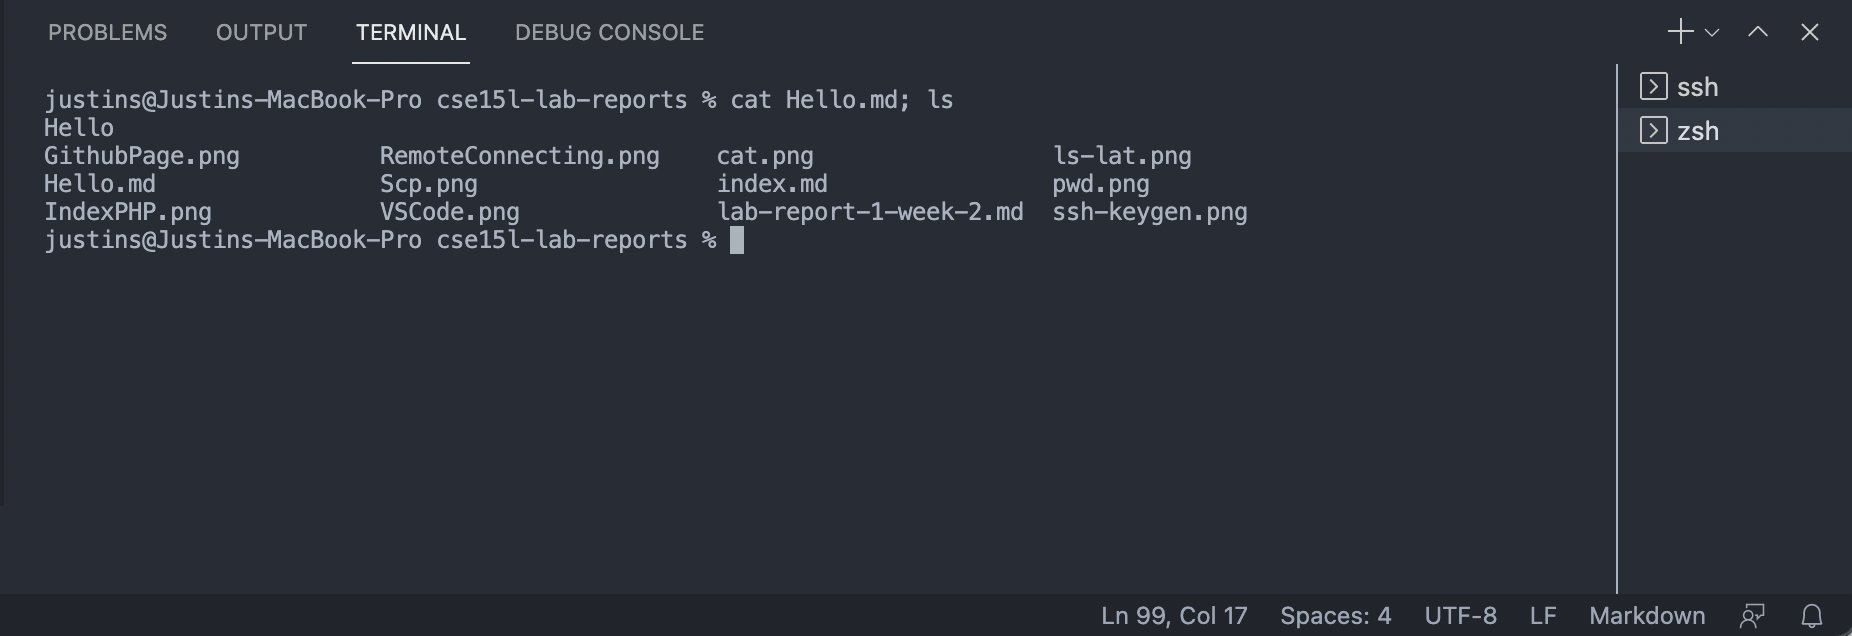 PROBLEMS OUTPUT TERMINAL DEBUG CONSOLE
justins@Justins-MacBook-Pro cse15l-lab-reports % cat Hello.md; ls
Hello
GithubPage.png RemoteConnecting.png cat.png ls-lat.png
Hello.md Scp.png index.md pwd.png
IndexPHP.png VSCode.png lab-report-1-week-2.md ssh-keygen.png
justins@Justins-MacBook-Pro cse15l-lab-reports %
ssh
zsh
Ln 99, Col 17 Spaces: 4 UTF-8 LF Markdown